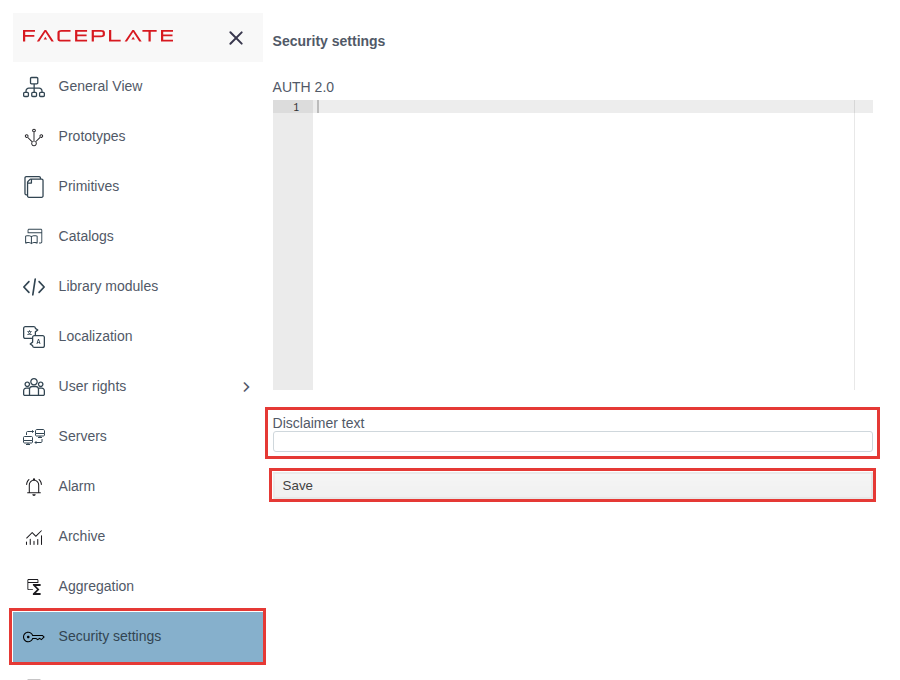 FACEPLATE
General View
Prototypes
Primitives
Catalogs
Library modules
Localization
User rights
Servers
Alarm
Archive
Aggregation
Security settings
Security settings
AUTH 2.0
1
Disclaimer text
Save